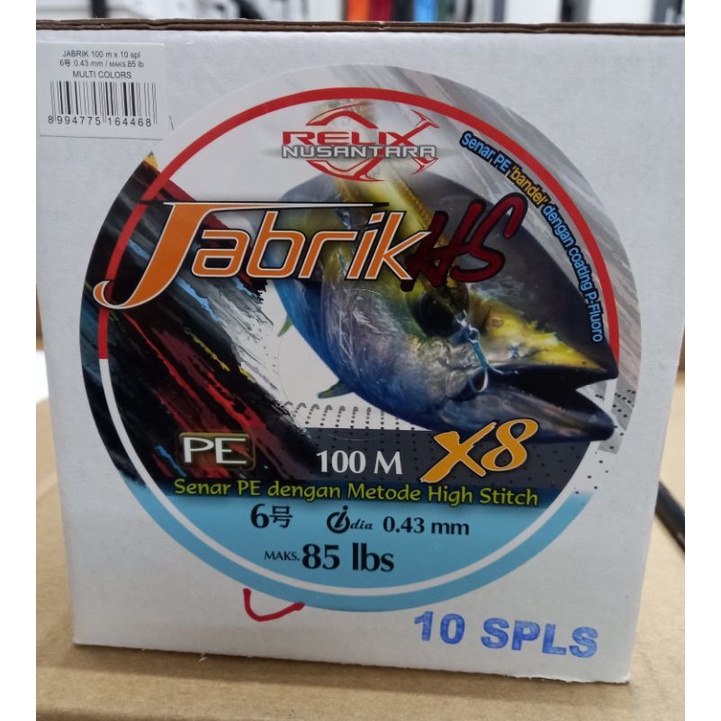 JABRIK 100 m x 10 spl
6号 0.43 mm / MAKS.85 lb
MULTI COLORS
8994775164468
RELIX
NUSANTARA
senar PE 'bandel' dengan coating P-Fluoro
Jabrik HS
PE
100 M X8
Senar PE dengan Metode High Stitch
6号 dia 0.43 mm
MAKS. 85 lbs
10 SPLS